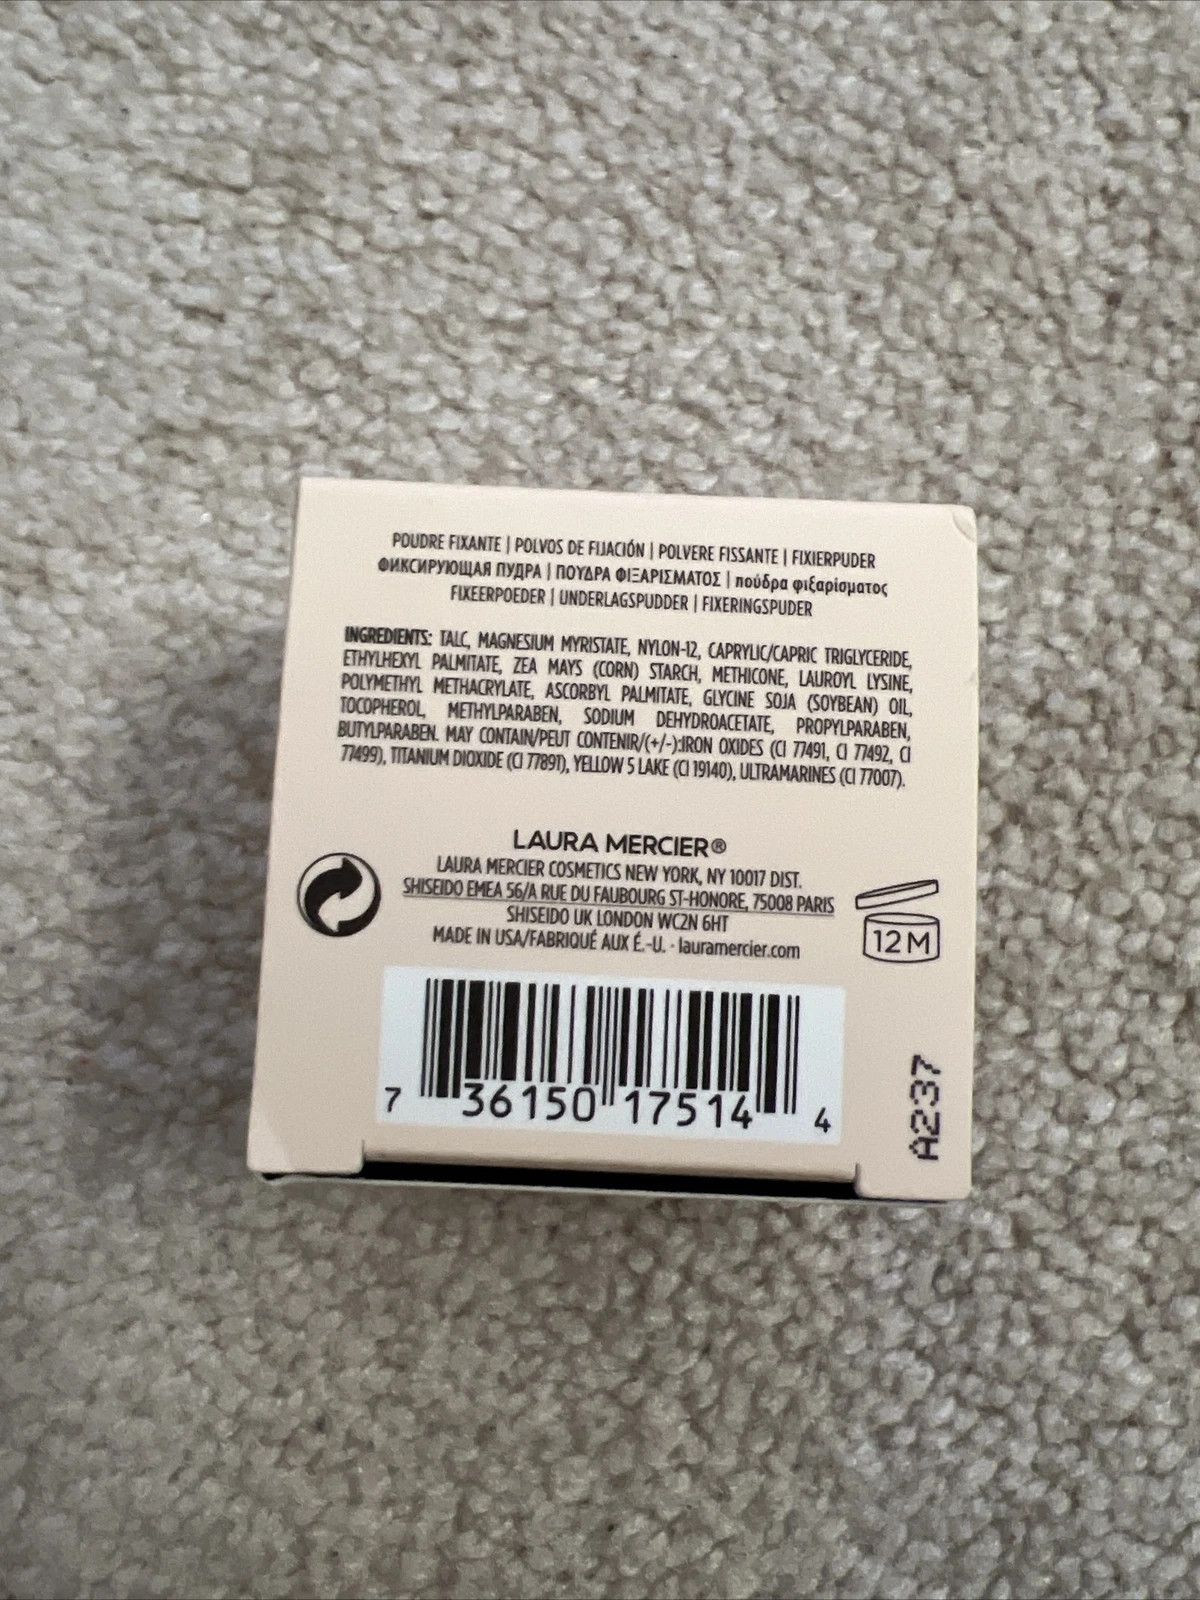 POUDRE FIXANTE | POLVOS DE FIJACIÓN | POLVERE FISSANTE | FIXIERPUDER
ФИКСИРУЮЩАЯ ПУДРА | ΠΟΥΔΡΑ ΦΙΞΑΡΙΣΜΑΤΟΣ | πούδρα φιξαρίσματος
FIXEERPOEDER | UNDERLAGSPUDDER | FIXERINGSPUDER
INGREDIENTS: TALC, MAGNESIUM MYRISTATE, NYLON-12, CAPRYLIC/CAPRIC TRIGLYCERIDE,
ETHYLHEXYL PALMITATE, ZEA MAYS (CORN) STARCH, METHICONE, LAUROYL LYSINE,
POLYMETHYL METHACRYLATE, ASCORBYL PALMITATE, GLYCINE SOJA (SOYBEAN) OIL,
TOCOPHEROL, METHYLPARABEN, SODIUM DEHYDROACETATE, PROPYLPARABEN,
BUTYLPARABEN. MAY CONTAIN/PEUT CONTENIR/(+/-):IRON OXIDES (CI 77491, CI 77492, CI
77499), TITANIUM DIOXIDE (CI 77891), YELLOW 5 LAKE (CI 19140), ULTRAMARINES (CI 77007).
LAURA MERCIER®
LAURA MERCIER COSMETICS NEW YORK, NY 10017 DIST.
SHISEIDO EMEA 56/A RUE DU FAUBOURG ST-HONORE, 75008 PARIS
SHISEIDO UK LONDON WC2N 6HT
MADE IN USA/FABRIQUÉ AUX É.-U. · lauramercier.com
12M
7 36150 17514 4
A237